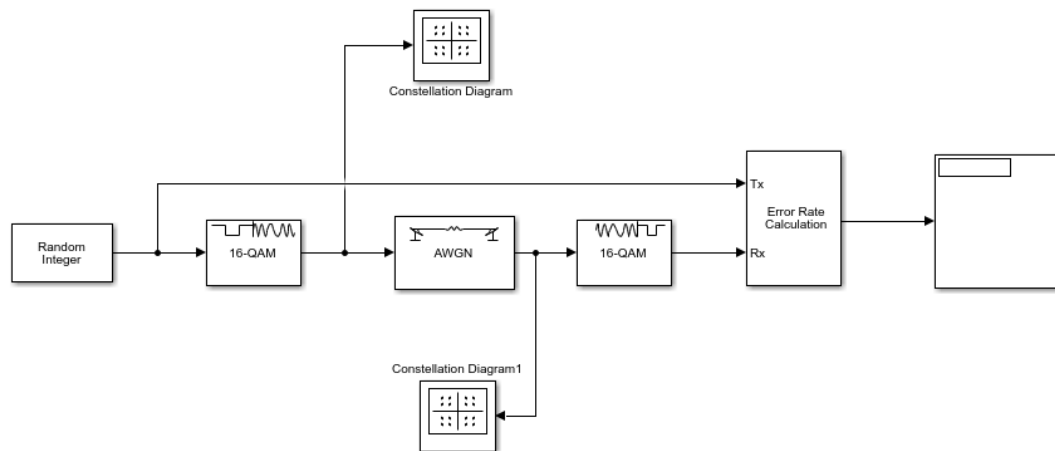 Constellation Diagram
Tx
Error Rate
Calculation
Random
Integer
16-QAM
AWGN
16-QAM
Rx
Constellation Diagram1